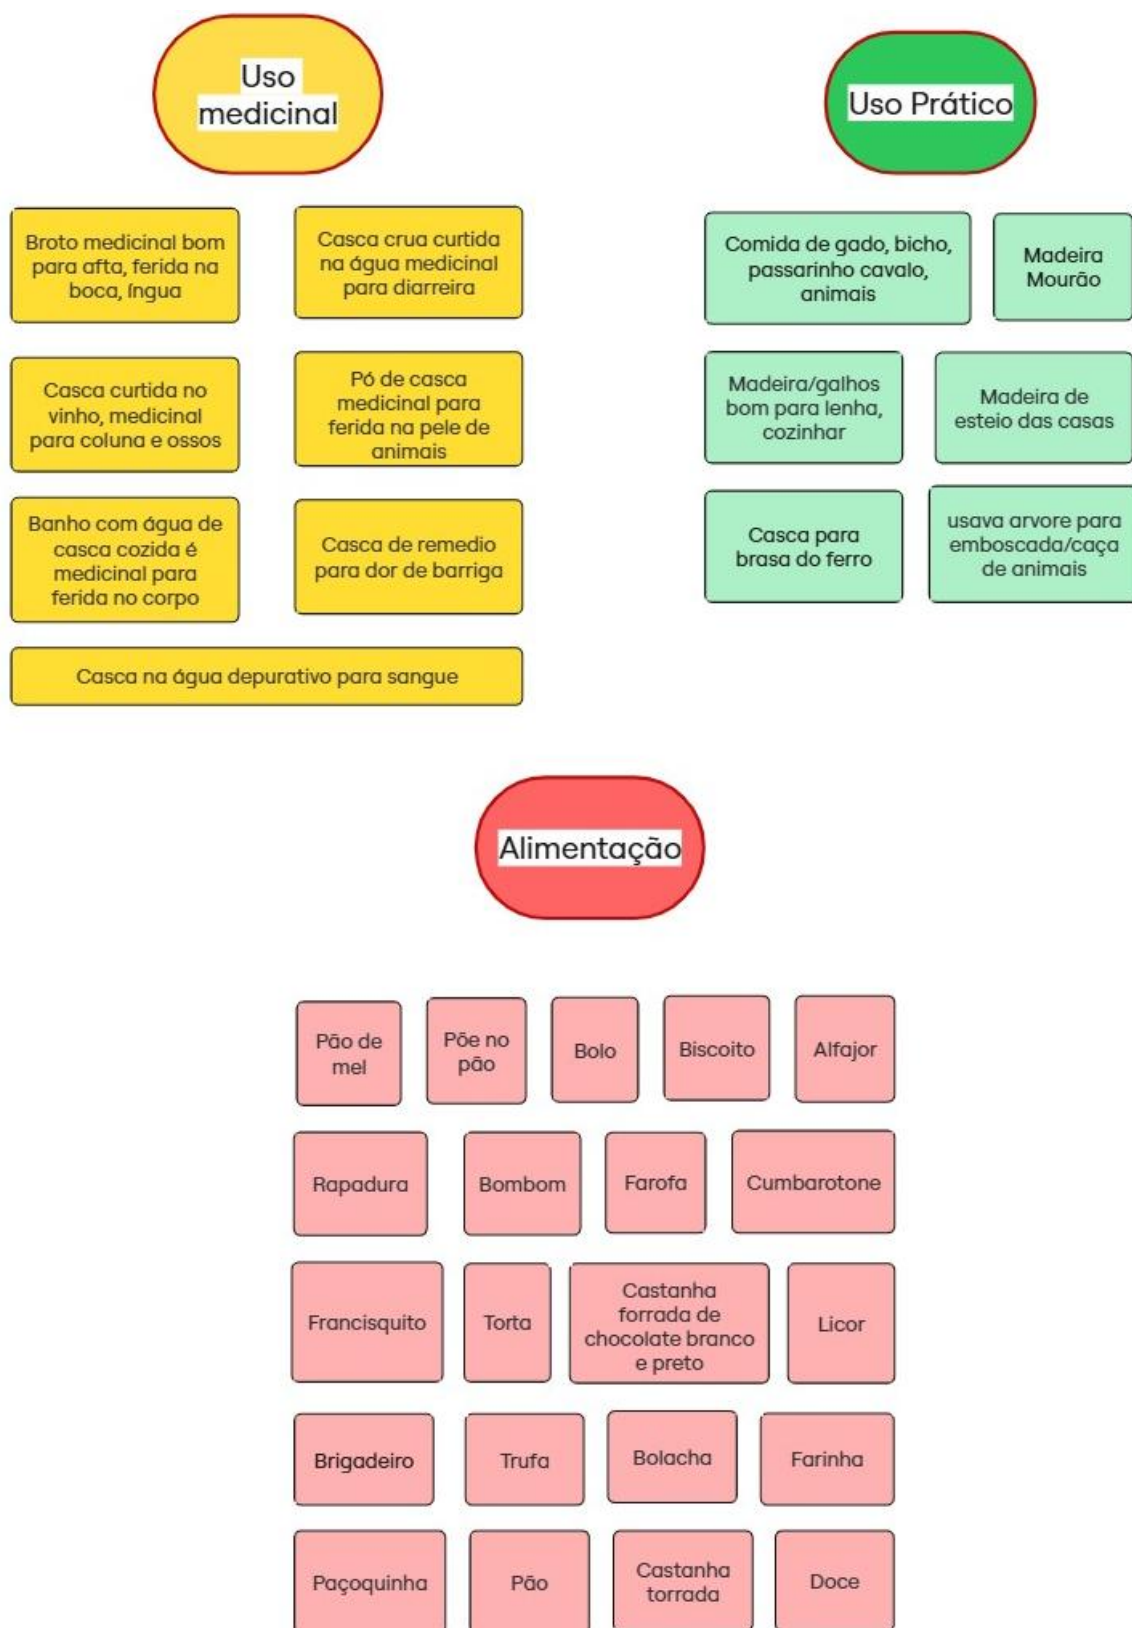 Uso
medicinal
Uso Prático
Broto medicinal bom
para afta, ferida na
boca, íngua
Casca crua curtida
na água medicinal
para diarreira
Comida de gado, bicho,
passarinho cavalo,
animais
Madeira
Mourão
Casca curtida no
vinho, medicinal
para coluna e ossos
Pó de casca
medicinal para
ferida na pele de
animais
Madeira/galhos
bom para lenha,
cozinhar
Madeira de
esteio das casas
Banho com água de
casca cozida é
medicinal para
ferida no corpo
Casca de remedio
para dor de barriga
Casca para
brasa do ferro
usava arvore para
emboscada/caça
de animais
Casca na água depurativo para sangue
Alimentação
Pão de
mel
Põe no
pão
Bolo
Biscoito
Alfajor
Rapadura
Bombom
Farofa
Cumbarotone
Francisquito
Torta
Castanha
forrada de
chocolate branco
e preto
Licor
Brigadeiro
Trufa
Bolacha
Farinha
Paçoquinha
Pão
Castanha
torrada
Doce